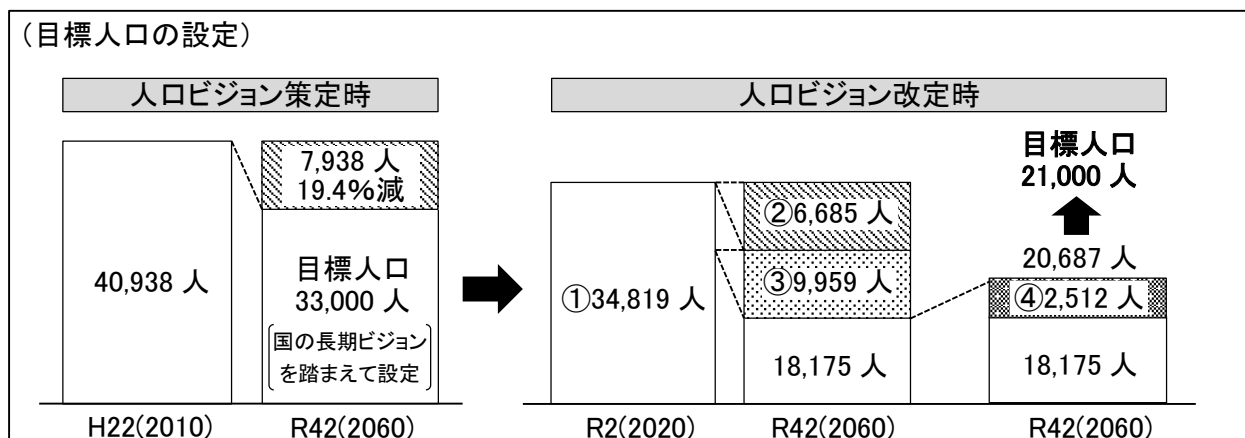 (目標人口の設定)
人口ビジョン策定時
人口ビジョン改定時
7,938 人
19.4%減
40,938 人
目標人口
33,000 人
国の長期ビジョン
を踏まえて設定
H22(2010)
R42(2060)
①34,819 人
②6,685 人
③9,959 人
18,175 人
目標人口
21,000 人
20,687 人
④2,512 人
18,175 人
R2(2020)
R42(2060)
R42(2060)